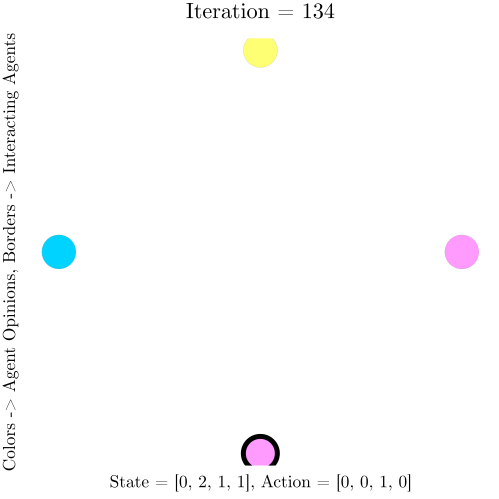 Iteration = 134
Colors -> Agent Opinions, Borders -> Interacting Agents
State = [0, 2, 1, 1], Action = [0, 0, 1, 0]